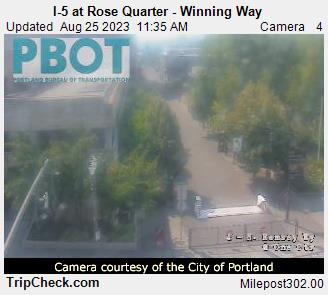 I-5 at Rose Quarter - Winning Way
Updated Aug 25 2023 11:35 AM Camera 4
PBOT
PORTLAND BUREAU OF TRANSPORTATION
Camera courtesy of the City of Portland
TripCheck.com Milepost302.00